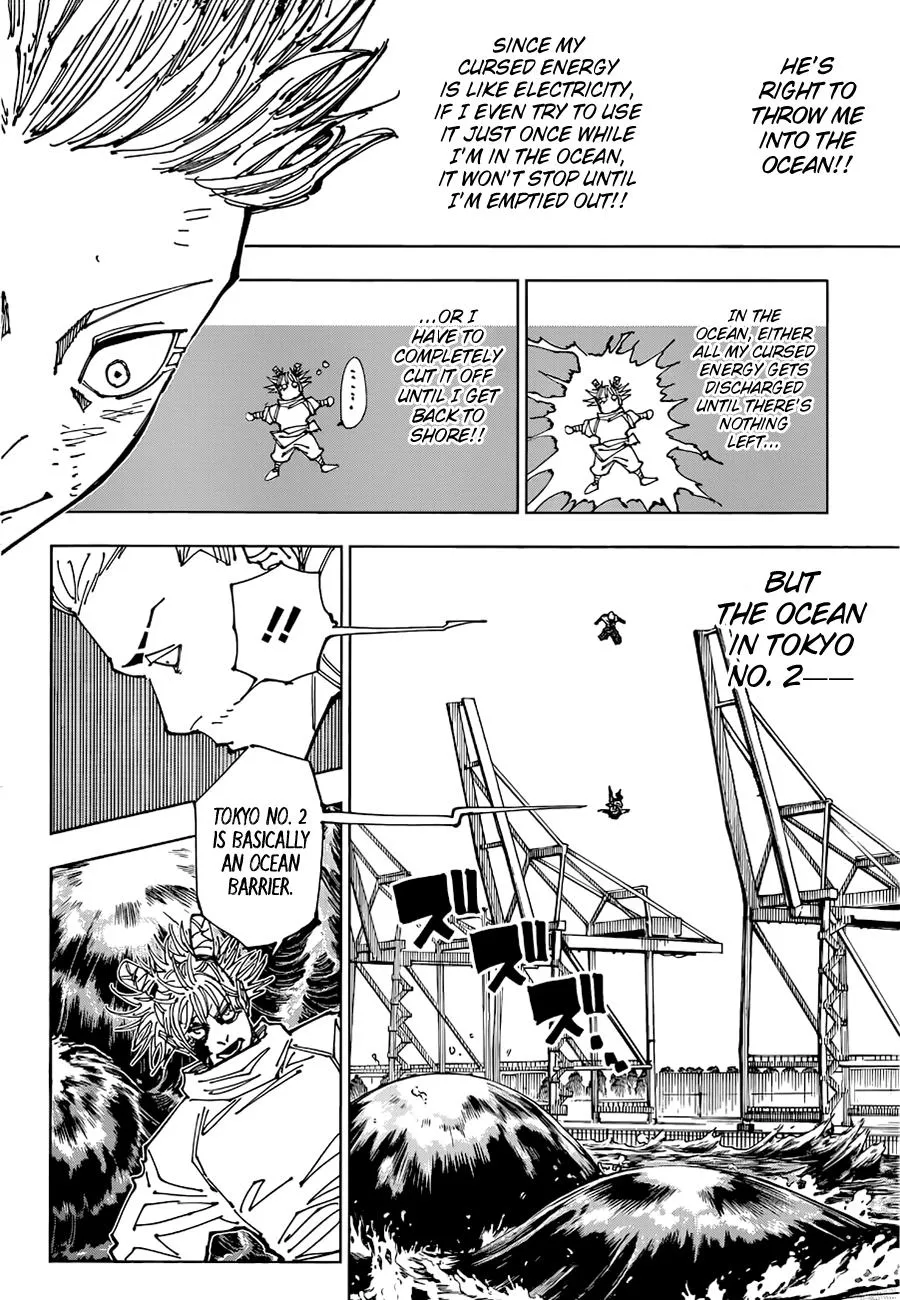 HE'S
RIGHT TO
THROW ME
INTO THE
OCEAN!!
SINCE MY
CURSED ENERGY
IS LIKE ELECTRICITY,
IF I EVEN TRY TO USE
IT JUST ONCE WHILE
I'M IN THE OCEAN,
IT WON'T STOP UNTIL
I'M EMPTIED OUT!!
IN THE
OCEAN, EITHER
ALL MY CURSED
ENERGY GETS
DISCHARGED
UNTIL THERE'S
NOTHING
LEFT...
...OR I
HAVE TO
COMPLETELY
CUT IT OFF
UNTIL I GET
BACK TO
SHORE!!
BUT
THE OCEAN
IN TOKYO
NO. 2——
!!
TOKYO NO. 2
IS BASICALLY
AN OCEAN
BARRIER.
ズズズ…